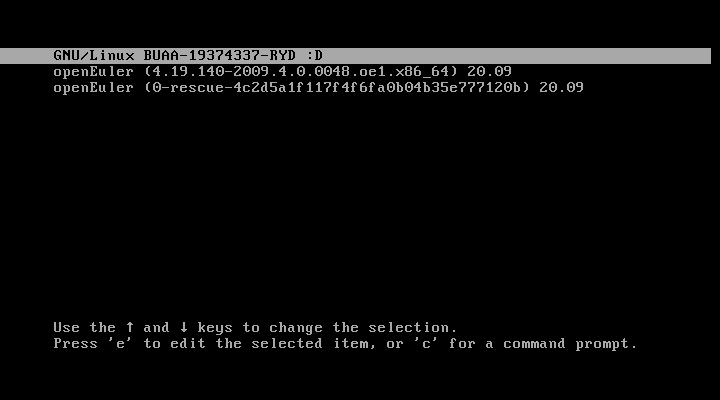 GNU/Linux BUAA-19374337-RYD :D
openEuler (4.19.140-2009.4.0.0048.oe1.x86_64) 20.09
openEuler (0-rescue-4c2d5a1f117f4f6fa0b04b35e777120b) 20.09
Use the ↑ and ↓ keys to change the selection.
Press 'e' to edit the selected item, or 'c' for a command prompt.